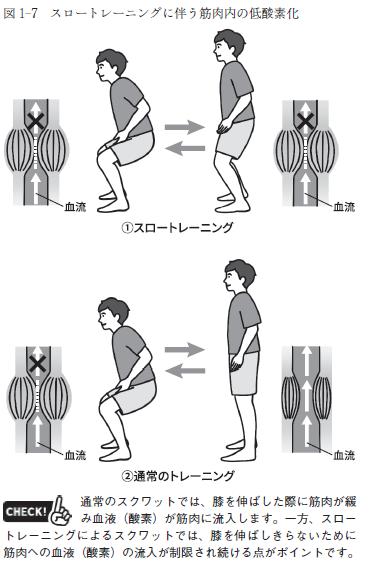 図1-7　スロートレーニングに伴う筋肉内の低酸素化
血流
血流
①スロートレーニング
血流
血流
②通常のトレーニング
CHECK!
通常のスクワットでは、膝を伸ばした際に筋肉が緩
み血液（酸素）が筋肉に流入します。一方、スロー
トレーニングによるスクワットでは、膝を伸ばしきらないために
筋肉への血液（酸素）の流入が制限され続ける点がポイントです。